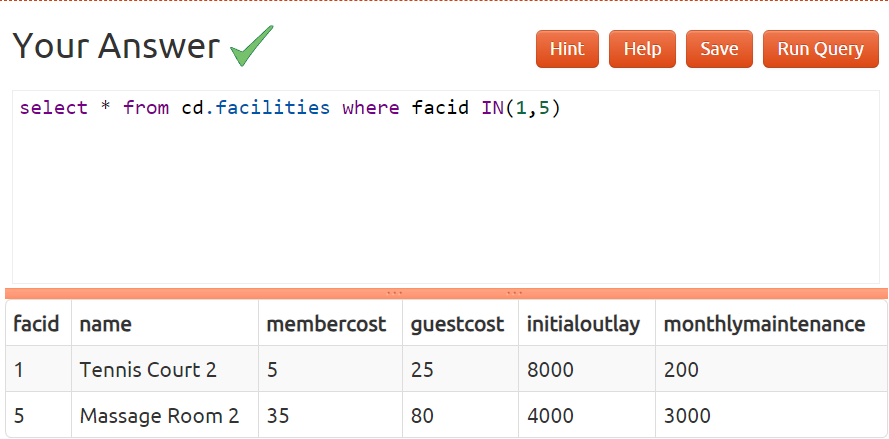 Your Answer
Hint Help Save Run Query
select * from cd.facilities where facid IN(1,5)
facid name membercost guestcost initialoutlay monthlymaintenance
1 Tennis Court 2 5 25 8000 200
5 Massage Room 2 35 80 4000 3000